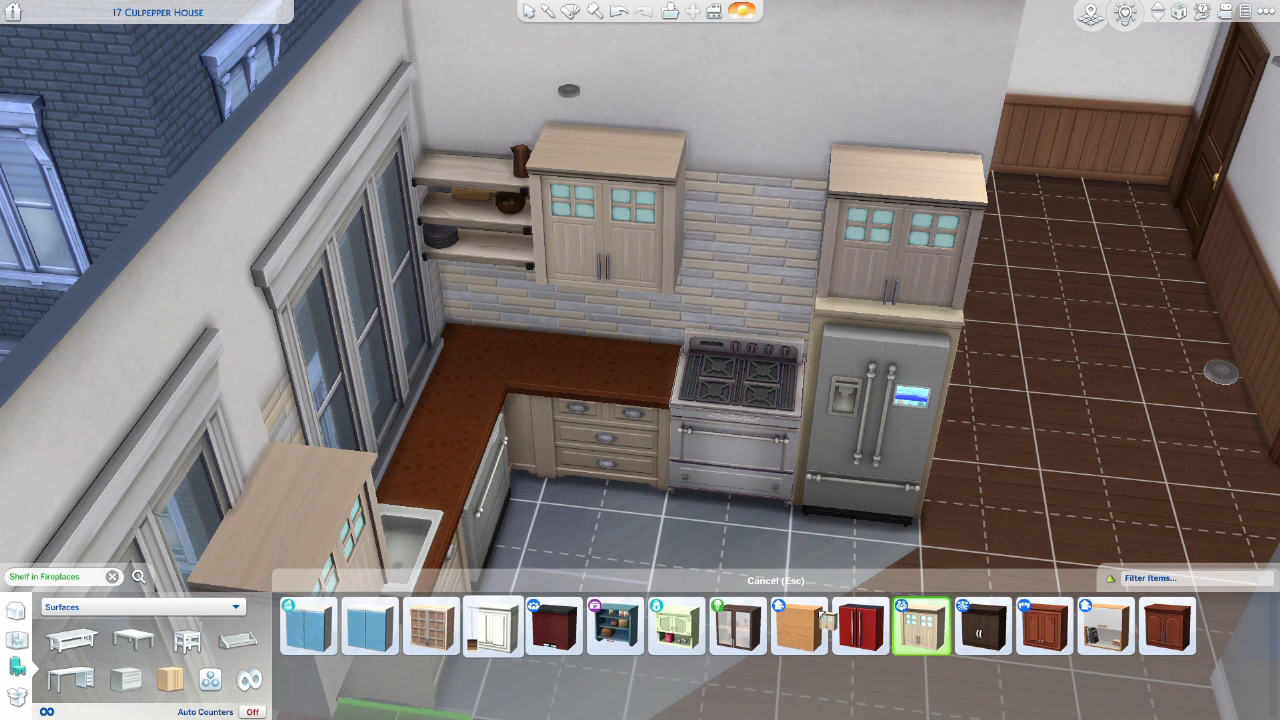 17 Culpepper House
Shelf in Fireplaces
Cancel (Esc)
Filter Items...
Surfaces
Auto Counters
Off